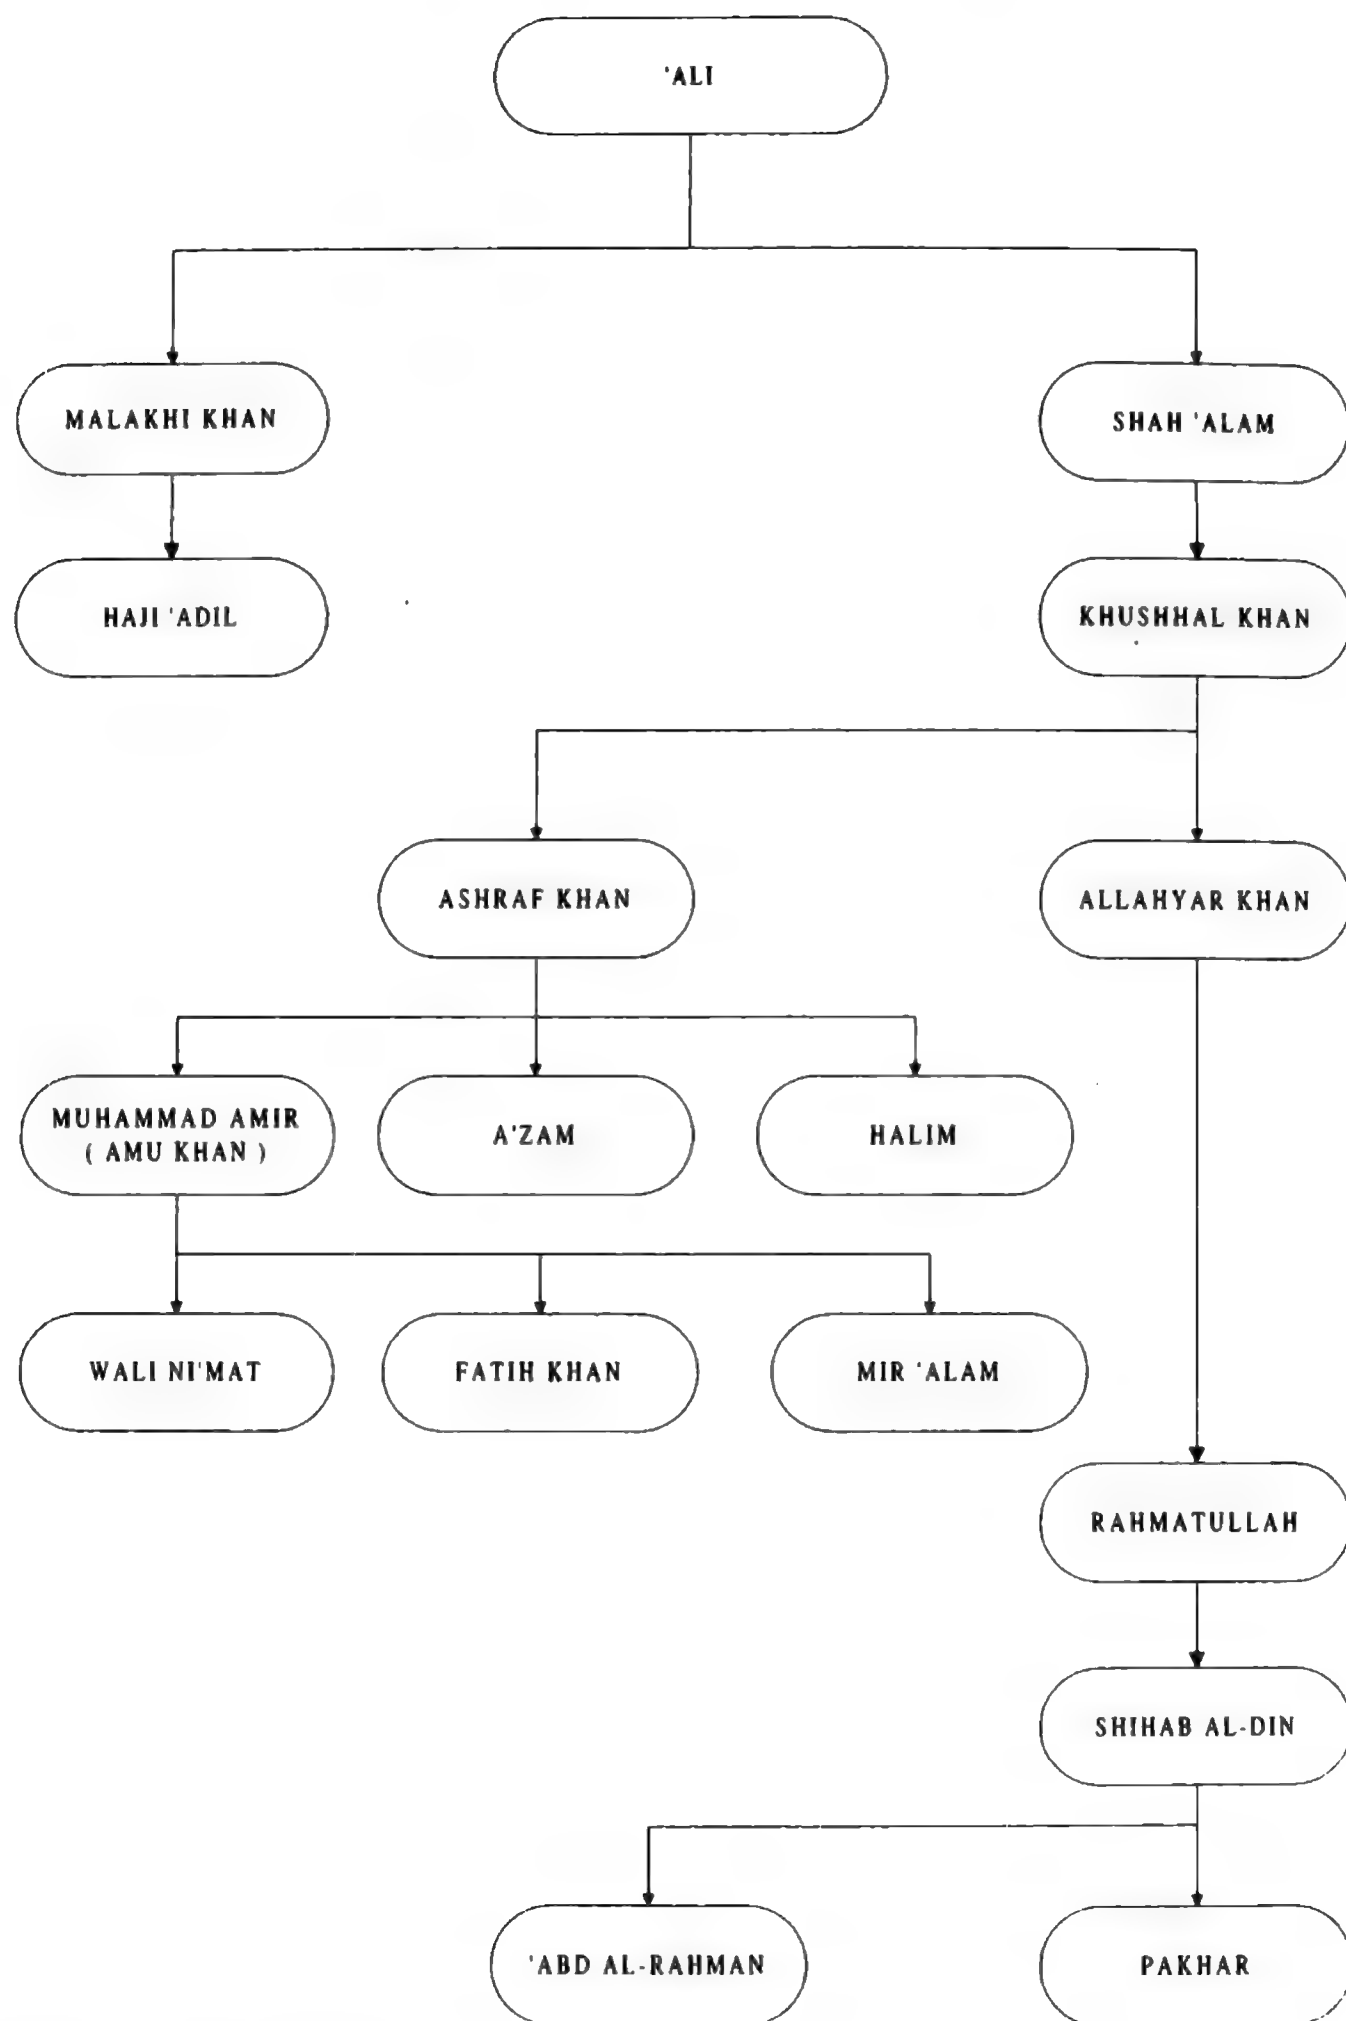 'ALI
MALAKHI KHAN
SHAH 'ALAM
HAJI 'ADIL
KHUSHHAL KHAN
ASHRAF KHAN
ALLAHYAR KHAN
MUHAMMAD AMIR
( AMU KHAN )
A'ZAM
HALIM
WALI NI'MAT
FATIH KHAN
MIR 'ALAM
RAHMATULLAH
SHIHAB AL-DIN
'ABD AL-RAHMAN
PAKHAR